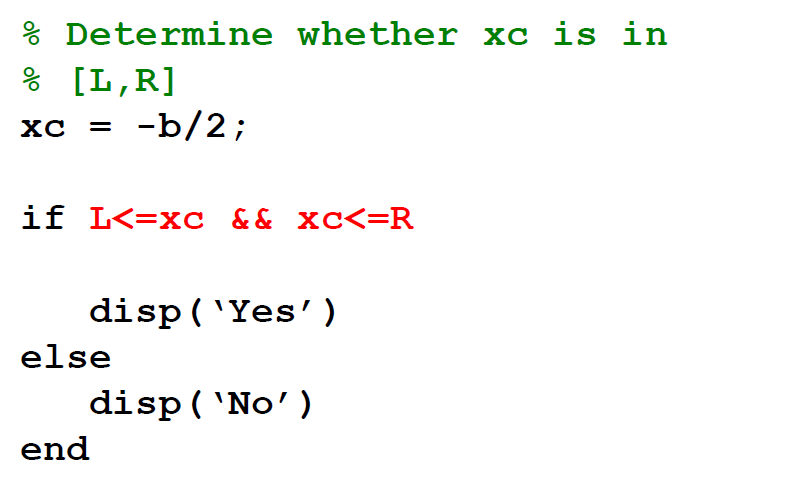 % Determine whether xc is in
% [L,R]
xc = -b/2;
if L<=xc && xc<=R
disp(‘Yes’)
else
disp(‘No’)
end